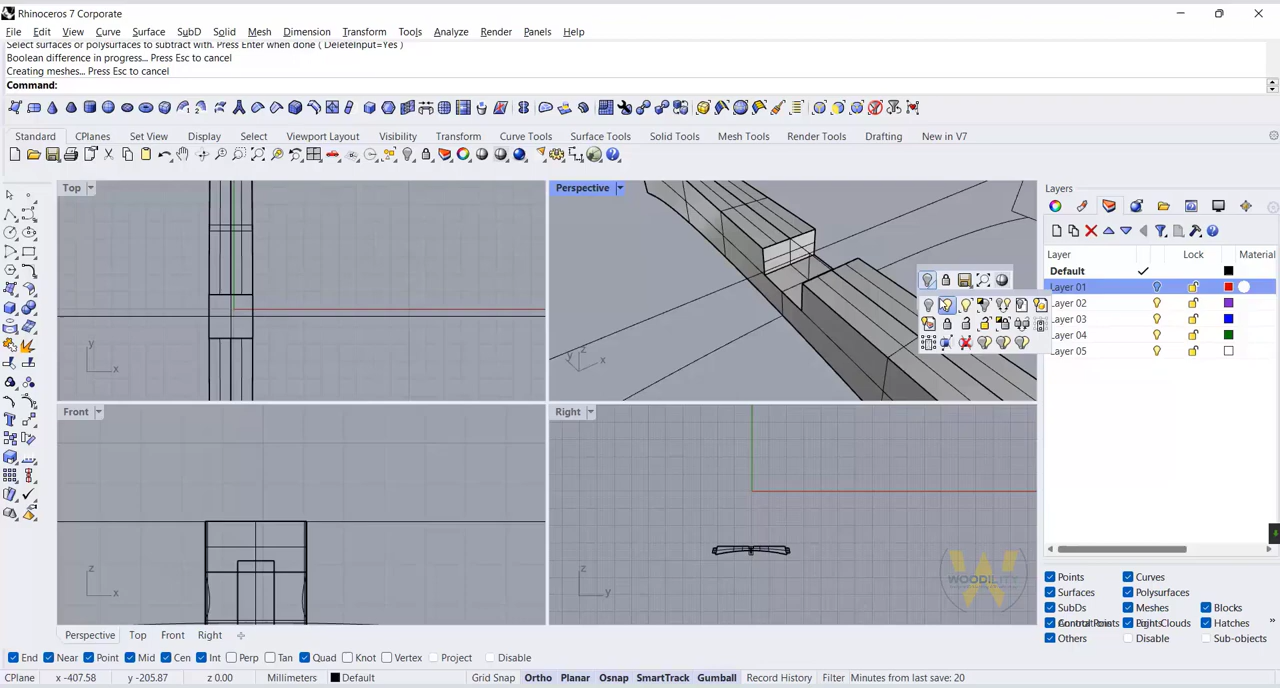 Rhinoceros 7 Corporate
File Edit View Curve Surface SubD Solid Mesh Dimension Transform Tools Analyze Render Panels Help
Select surfaces or polysurfaces to subtract with. Press Enter when done ( DeleteInput=Yes )
Boolean difference in progress... Press Esc to cancel
Creating meshes... Press Esc to cancel
Command:
Standard CPlanes Set View Display Select Viewport Layout Visibility Transform Curve Tools Surface Tools Solid Tools Mesh Tools Render Tools Drafting New in V7
Top
Perspective
Layers
Layer Lock Material
Default
Layer 01
Layer 02
Layer 03
Layer 04
Layer 05
y
x
z
y
x
Front
Right
z
x
z
y
WOODILITY
Points Curves
Surfaces Polysurfaces
SubDs Meshes Blocks
Control Points Point Clouds Hatches
Others Disable Sub-objects
Perspective Top Front Right
End Near Point Mid Cen Int Perp Tan Quad Knot Vertex Project Disable
CPlane x -407.58 y -205.87 z 0.00 Millimeters Default Grid Snap Ortho Planar Osnap SmartTrack Gumball Record History Filter Minutes from last save: 20